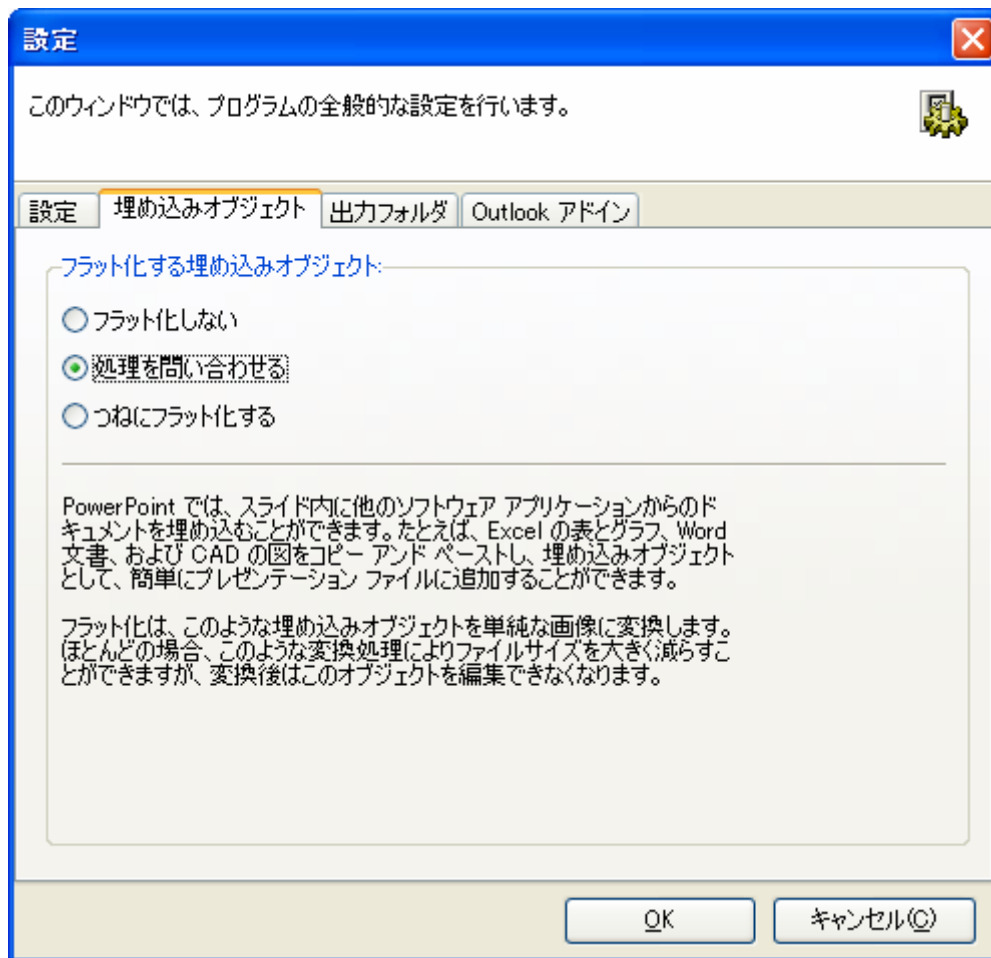 設定
このウィンドウでは、プログラムの全般的な設定を行います。
設定 埋め込みオブジェクト 出力フォルダ Outlook アドイン
フラット化する埋め込みオブジェクト:
フラット化しない
処理を問い合わせる
つねにフラット化する
PowerPoint では、スライド内に他のソフトウェア アプリケーションからのド
キュメントを埋め込むことができます。たとえば、Excel の表とグラフ、Word
文書、および CAD の図をコピー アンド ペーストし、埋め込みオブジェクト
として、簡単にプレゼンテーション ファイルに追加することができます。
フラット化は、このような埋め込みオブジェクトを単純な画像に変換します。
ほとんどの場合、このような変換処理によりファイルサイズを大きく減らすこ
とができますが、変換後はこのオブジェクトを編集できなくなります。
OK キャンセル(C)